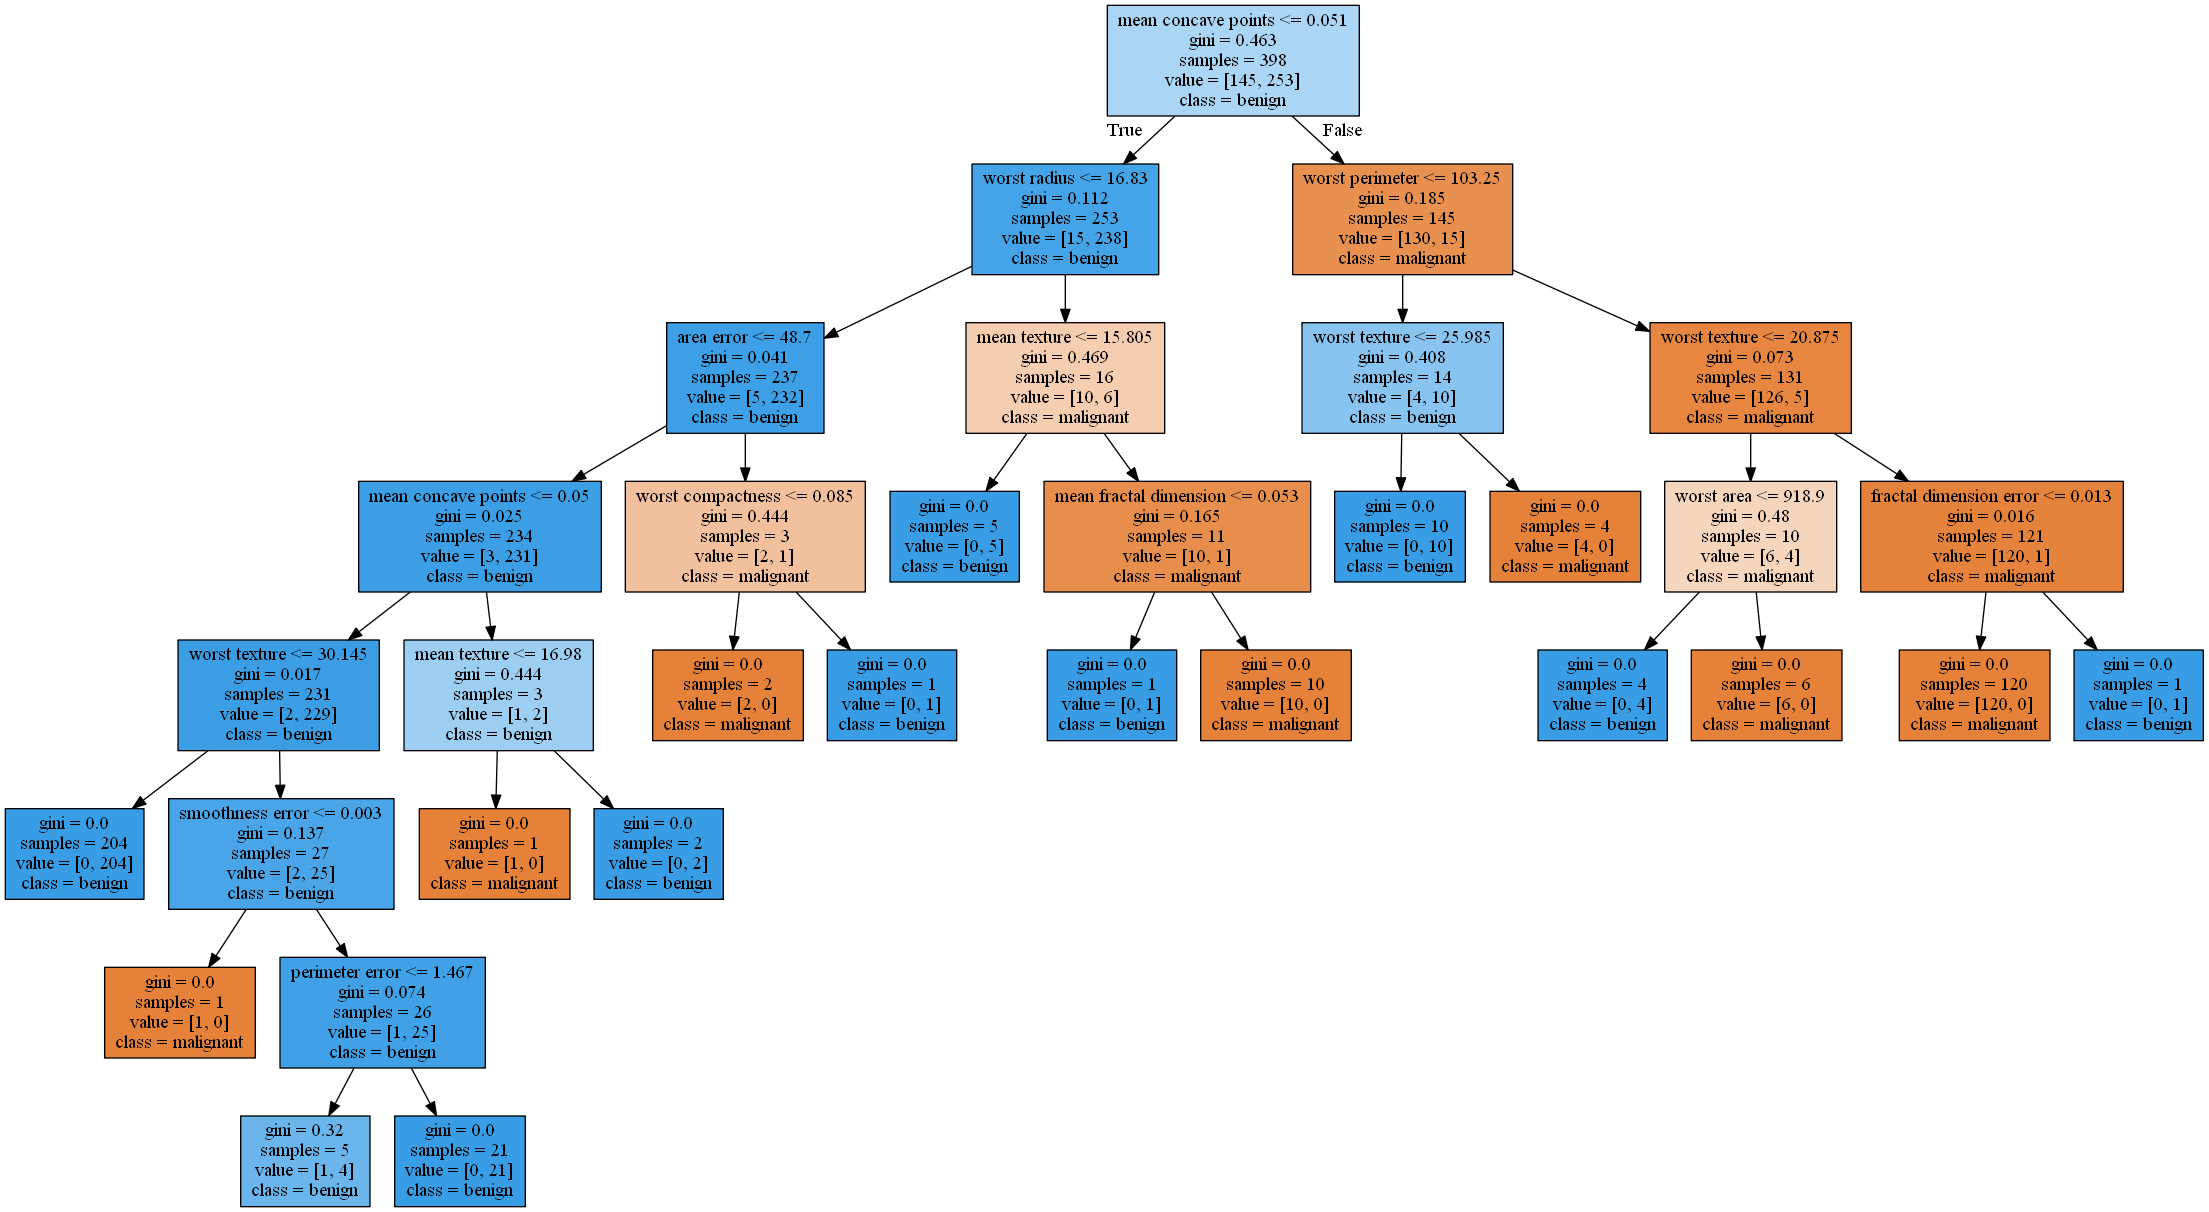 mean concave points <= 0.051
gini = 0.463
samples = 398
value = [145, 253]
class = benign
True
False
worst radius <= 16.83
gini = 0.112
samples = 253
value = [15, 238]
class = benign
worst perimeter <= 103.25
gini = 0.185
samples = 145
value = [130, 15]
class = malignant
area error <= 48.7
gini = 0.041
samples = 237
value = [5, 232]
class = benign
mean texture <= 15.805
gini = 0.469
samples = 16
value = [10, 6]
class = malignant
worst texture <= 25.985
gini = 0.408
samples = 14
value = [4, 10]
class = benign
worst texture <= 20.875
gini = 0.073
samples = 131
value = [126, 5]
class = malignant
mean concave points <= 0.05
gini = 0.025
samples = 234
value = [3, 231]
class = benign
worst compactness <= 0.085
gini = 0.444
samples = 3
value = [2, 1]
class = malignant
gini = 0.0
samples = 5
value = [0, 5]
class = benign
mean fractal dimension <= 0.053
gini = 0.165
samples = 11
value = [10, 1]
class = malignant
gini = 0.0
samples = 10
value = [0, 10]
class = benign
gini = 0.0
samples = 4
value = [4, 0]
class = malignant
worst area <= 918.9
gini = 0.48
samples = 10
value = [6, 4]
class = malignant
fractal dimension error <= 0.013
gini = 0.016
samples = 121
value = [120, 1]
class = malignant
worst texture <= 30.145
gini = 0.017
samples = 231
value = [2, 229]
class = benign
mean texture <= 16.98
gini = 0.444
samples = 3
value = [1, 2]
class = benign
gini = 0.0
samples = 2
value = [2, 0]
class = malignant
gini = 0.0
samples = 1
value = [0, 1]
class = benign
gini = 0.0
samples = 1
value = [0, 1]
class = benign
gini = 0.0
samples = 10
value = [10, 0]
class = malignant
gini = 0.0
samples = 4
value = [0, 4]
class = benign
gini = 0.0
samples = 6
value = [6, 0]
class = malignant
gini = 0.0
samples = 120
value = [120, 0]
class = malignant
gini = 0.0
samples = 1
value = [0, 1]
class = benign
gini = 0.0
samples = 204
value = [0, 204]
class = benign
smoothness error <= 0.003
gini = 0.137
samples = 27
value = [2, 25]
class = benign
gini = 0.0
samples = 1
value = [1, 0]
class = malignant
gini = 0.0
samples = 2
value = [0, 2]
class = benign
gini = 0.0
samples = 1
value = [1, 0]
class = malignant
perimeter error <= 1.467
gini = 0.074
samples = 26
value = [1, 25]
class = benign
gini = 0.32
samples = 5
value = [1, 4]
class = benign
gini = 0.0
samples = 21
value = [0, 21]
class = benign